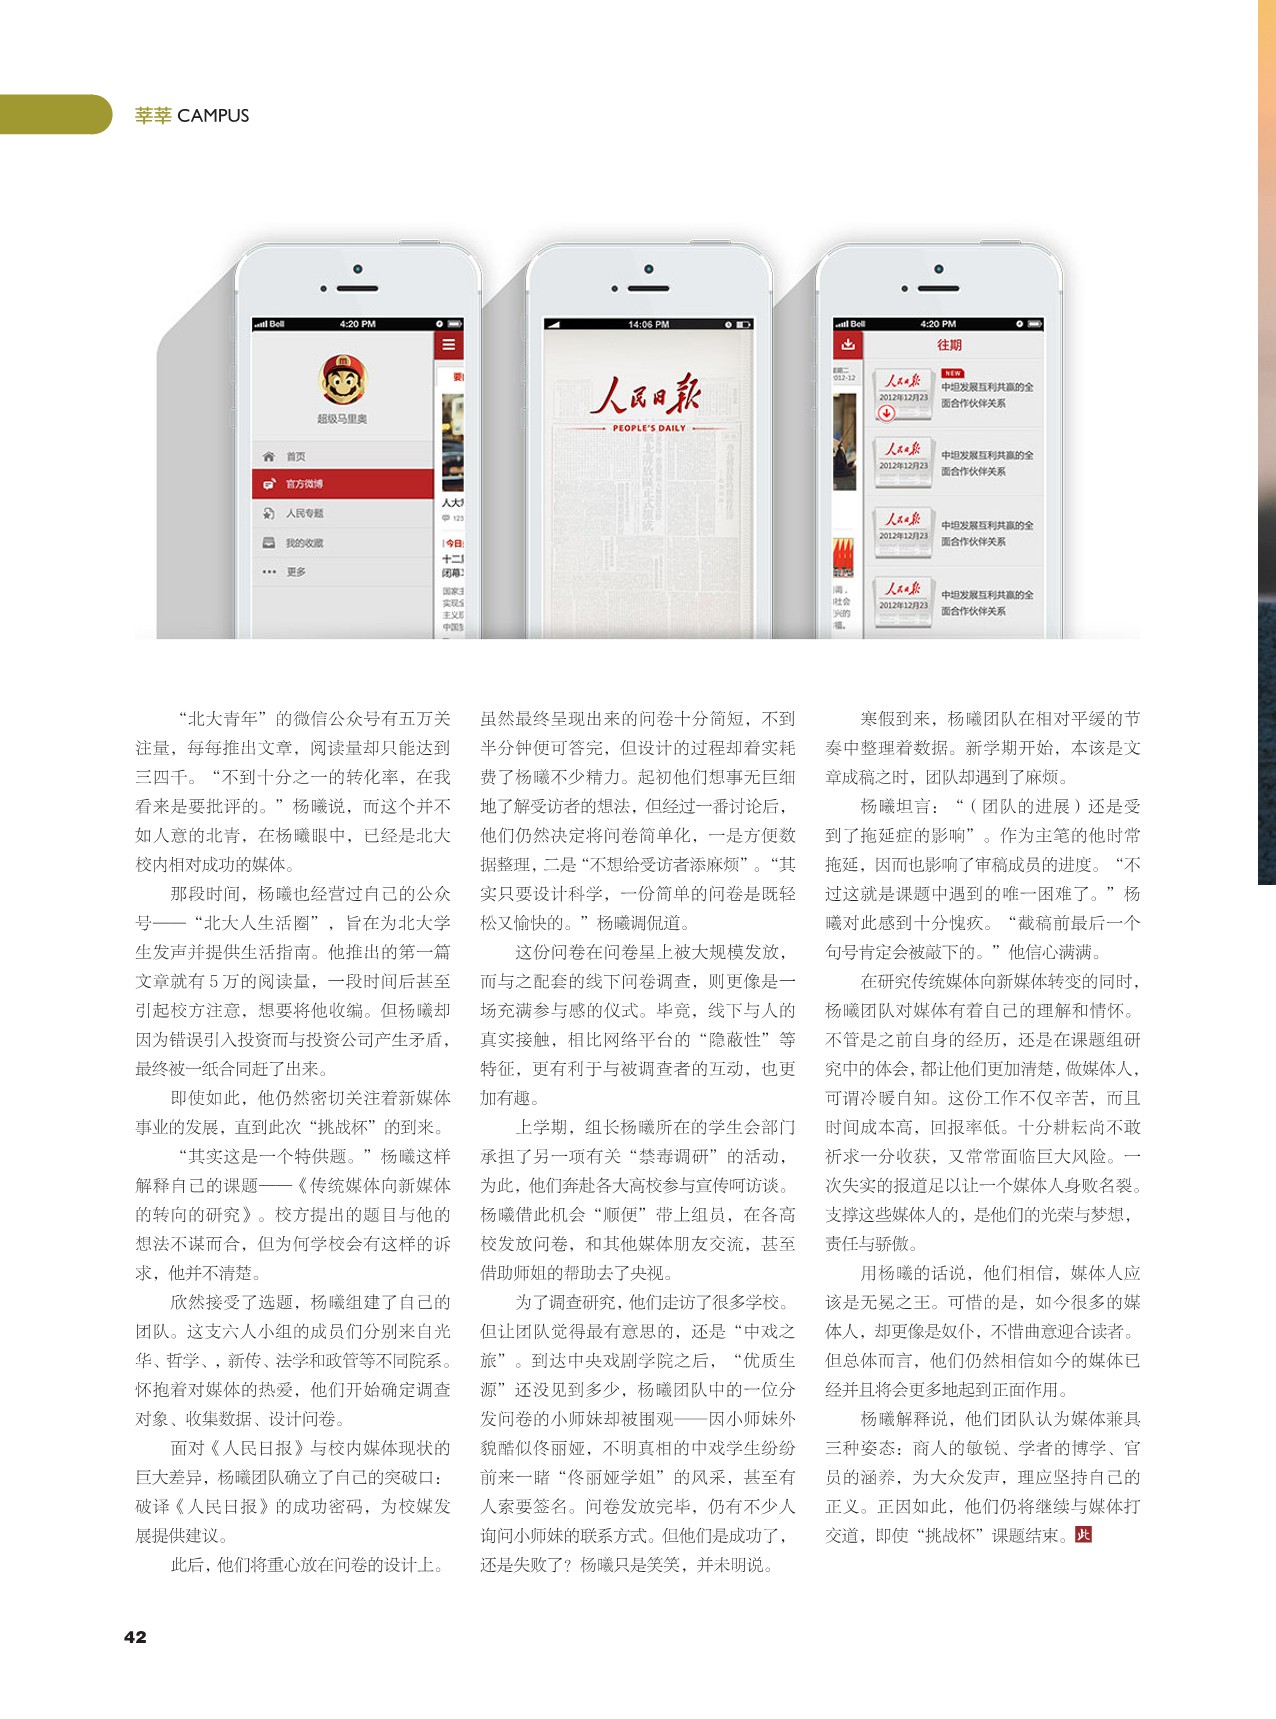 莘莘 CAMPUS
Bell 4:20 PM
超级马里奥
首页
官方微博
人民专题
我的收藏
更多
人大
123
今日
十二
闭幕
国家主
实现全
主义现
中国梦
14:06 PM
人民日报
PEOPLE'S DAILY
Bell 4:20 PM
往期
2012-12
人民日报
2012年12月23
NEW
中坦发展互利共赢的全
面合作伙伴关系
人民日报
2012年12月23
中坦发展互利共赢的全
面合作伙伴关系
人民日报
2012年12月23
中坦发展互利共赢的全
面合作伙伴关系
人民日报
2012年12月23
中坦发展互利共赢的全
面合作伙伴关系
“北大青年”的微信公众号有五万关
注量，每每推出文章，阅读量却只能达到
三四千。“不到十分之一的转化率，在我
看来是要批评的。”杨曦说，而这个并不
如人意的北青，在杨曦眼中，已经是北大
校内相对成功的媒体。
那段时间，杨曦也经营过自己的公众
号——“北大人生活圈”，旨在为北大学
生发声并提供生活指南。他推出的第一篇
文章就有 5 万的阅读量，一段时间后甚至
引起校方注意，想要将他收编。但杨曦却
因为错误引入投资而与投资公司产生矛盾，
最终被一纸合同赶了出来。
即使如此，他仍然密切关注着新媒体
事业的发展，直到此次“挑战杯”的到来。
“其实这是一个特供题。”杨曦这样
解释自己的课题——《传统媒体向新媒体
的转向的研究》。校方提出的题目与他的
想法不谋而合，但为何学校会有这样的诉
求，他并不清楚。
欣然接受了选题，杨曦组建了自己的
团队。这支六人小组的成员们分别来自光
华、哲学、，新传、法学和政管等不同院系。
怀抱着对媒体的热爱，他们开始确定调查
对象、收集数据、设计问卷。
面对《人民日报》与校内媒体现状的
巨大差异，杨曦团队确立了自己的突破口：
破译《人民日报》的成功密码，为校媒发
展提供建议。
此后，他们将重心放在问卷的设计上。
虽然最终呈现出来的问卷十分简短，不到
半分钟便可答完，但设计的过程却着实耗
费了杨曦不少精力。起初他们想事无巨细
地了解受访者的想法，但经过一番讨论后，
他们仍然决定将问卷简单化，一是方便数
据整理，二是“不想给受访者添麻烦”。“其
实只要设计科学，一份简单的问卷是既轻
松又愉快的。”杨曦调侃道。
这份问卷在问卷星上被大规模发放，
而与之配套的线下问卷调查，则更像是一
场充满参与感的仪式。毕竟，线下与人的
真实接触，相比网络平台的“隐蔽性”等
特征，更有利于与被调查者的互动，也更
加有趣。
上学期，组长杨曦所在的学生会部门
承担了另一项有关“禁毒调研”的活动，
为此，他们奔赴各大高校参与宣传呵访谈。
杨曦借此机会“顺便”带上组员，在各高
校发放问卷，和其他媒体朋友交流，甚至
借助师姐的帮助去了央视。
为了调查研究，他们走访了很多学校。
但让团队觉得最有意思的，还是“中戏之
旅”。到达中央戏剧学院之后，“优质生
源”还没见到多少，杨曦团队中的一位分
发问卷的小师妹却被围观——因小师妹外
貌酷似佟丽娅，不明真相的中戏学生纷纷
前来一睹“佟丽娅学姐”的风采，甚至有
人索要签名。问卷发放完毕，仍有不少人
询问小师妹的联系方式。但他们是成功了，
还是失败了？杨曦只是笑笑，并未明说。
寒假到来，杨曦团队在相对平缓的节
奏中整理着数据。新学期开始，本该是文
章成稿之时，团队却遇到了麻烦。
杨曦坦言：“（团队的进展）还是受
到了拖延症的影响”。作为主笔的他时常
拖延，因而也影响了审稿成员的进度。“不
过这就是课题中遇到的唯一困难了。”杨
曦对此感到十分愧疚。“截稿前最后一个
句号肯定会被敲下的。”他信心满满。
在研究传统媒体向新媒体转变的同时，
杨曦团队对媒体有着自己的理解和情怀。
不管是之前自身的经历，还是在课题组研
究中的体会，都让他们更加清楚，做媒体人，
可谓冷暖自知。这份工作不仅辛苦，而且
时间成本高，回报率低。十分耕耘尚不敢
祈求一分收获，又常常面临巨大风险。一
次失实的报道足以让一个媒体人身败名裂。
支撑这些媒体人的，是他们的光荣与梦想，
责任与骄傲。
用杨曦的话说，他们相信，媒体人应
该是无冕之王。可惜的是，如今很多的媒
体人，却更像是奴仆，不惜曲意迎合读者。
但总体而言，他们仍然相信如今的媒体已
经并且将会更多地起到正面作用。
杨曦解释说，他们团队认为媒体兼具
三种姿态：商人的敏锐、学者的博学、官
员的涵养，为大众发声，理应坚持自己的
正义。正因如此，他们仍将继续与媒体打
交道，即使“挑战杯”课题结束。此
42